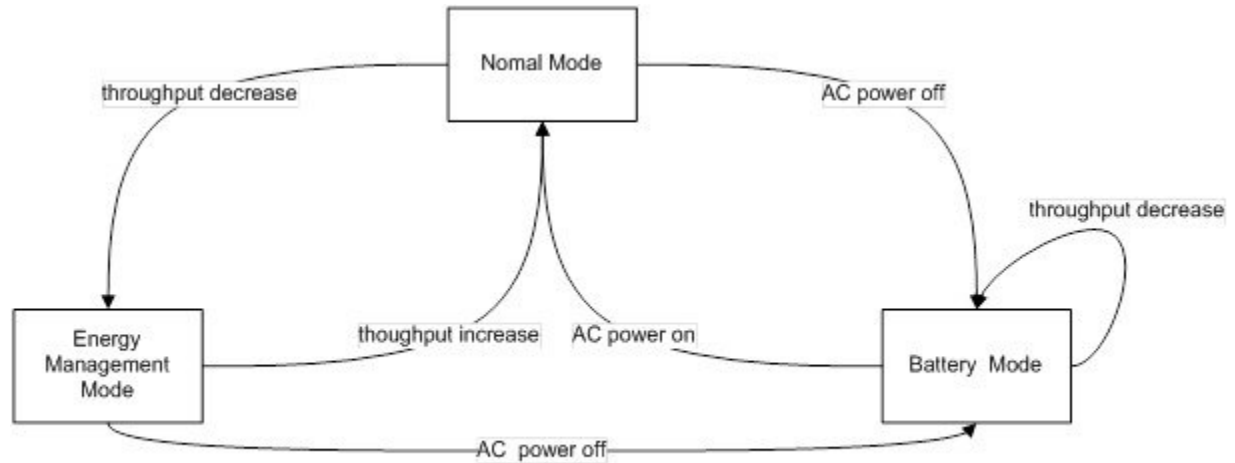 Nomal Mode
throughput decrease
AC power off
throughput decrease
Energy
Management
Mode
thoughput increase
AC power on
Battery Mode
AC power off